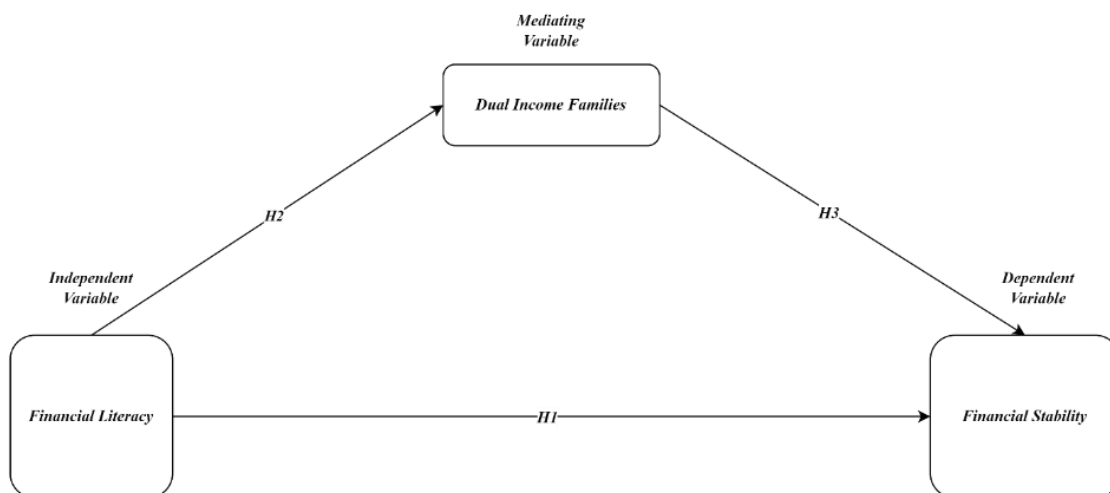 Mediating
Variable
Dual Income Families
H2
H3
Independent
Variable
Dependent
Variable
Financial Literacy
H1
Financial Stability